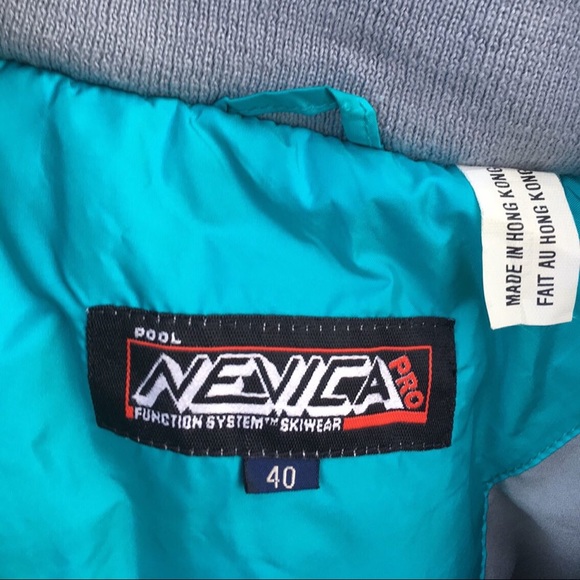 MADE IN HONG KONG
FAIT AU HONG KONG
POOL
NEVICA PRO
FUNCTION SYSTEM™ SKIWEAR
40